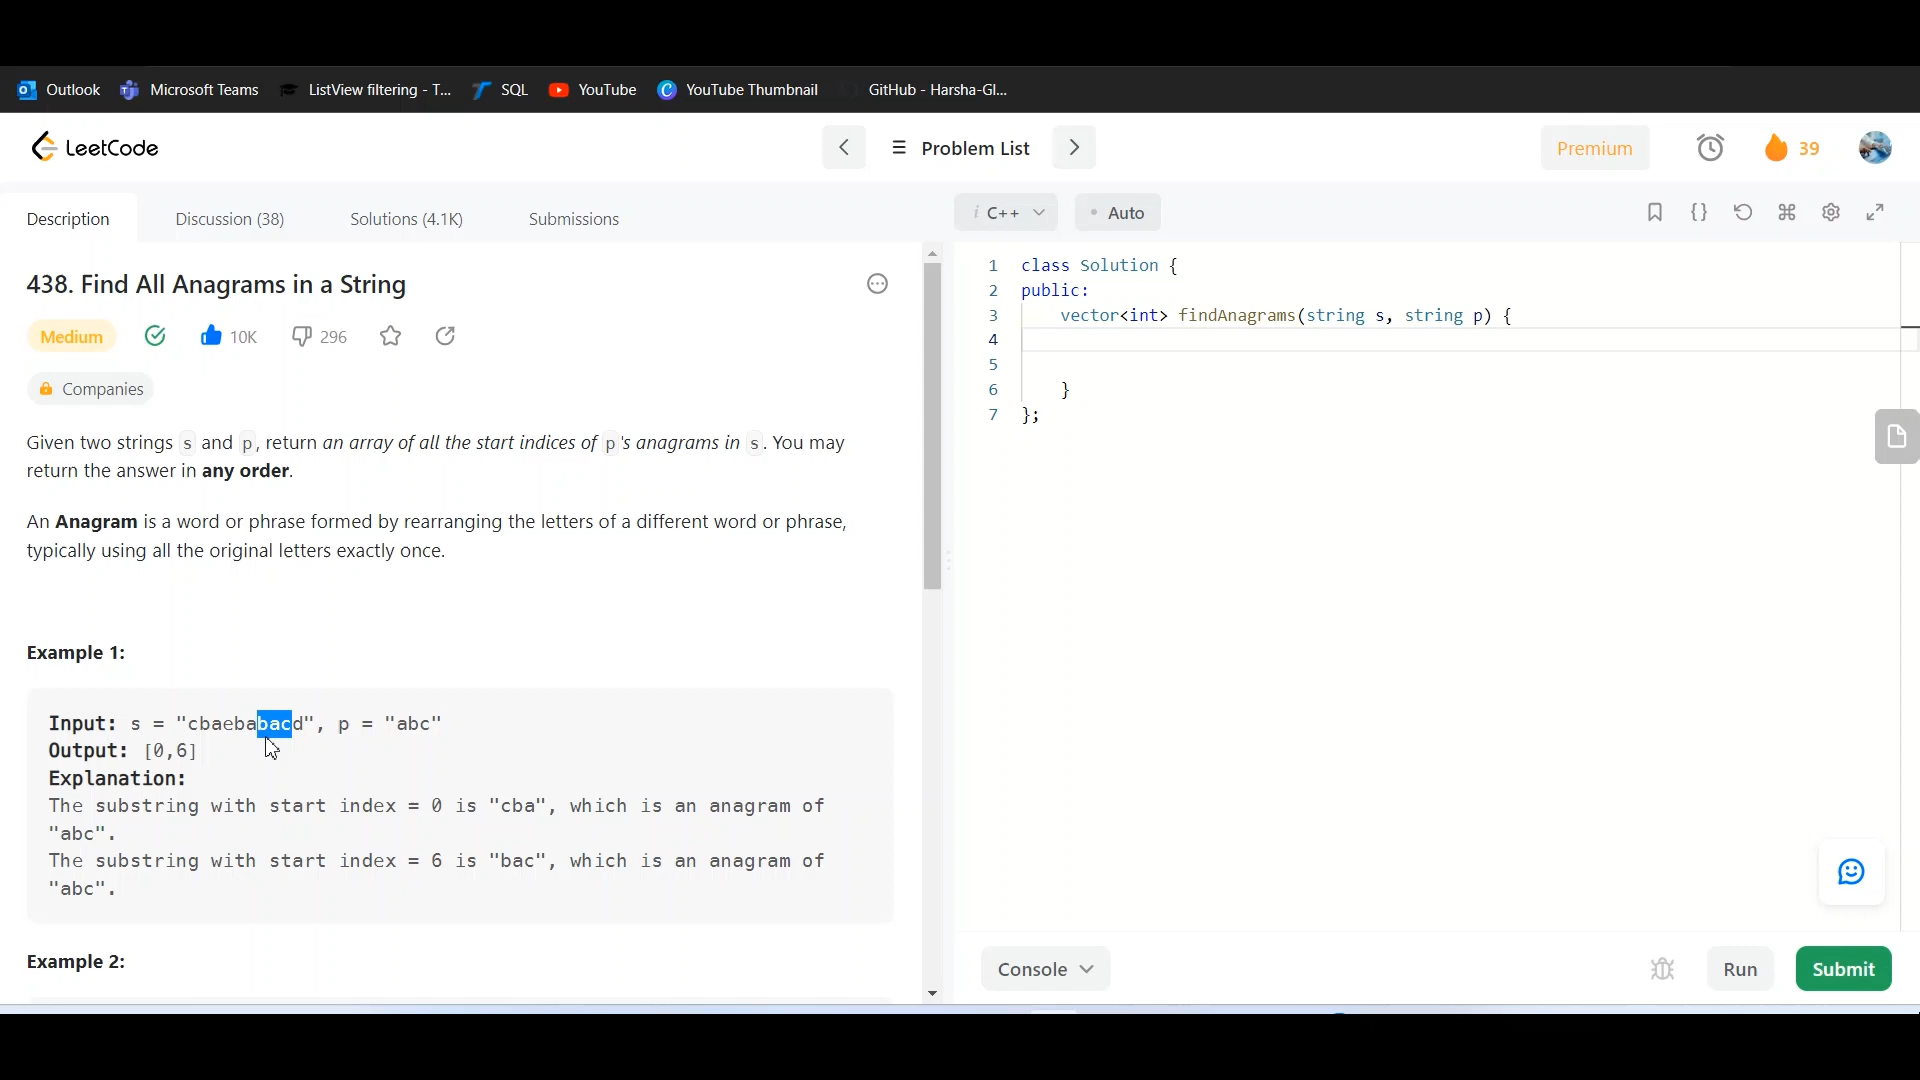 Outlook Microsoft Teams ListView filtering - T... SQL YouTube YouTube Thumbnail GitHub - Harsha-Gl...
LeetCode Problem List Premium 39
Description Discussion (38) Solutions (4.1K) Submissions
i C++ Auto
438. Find All Anagrams in a String
Medium 10K 296
Companies
Given two strings s and p, return an array of all the start indices of p's anagrams in s. You may
return the answer in any order.
An Anagram is a word or phrase formed by rearranging the letters of a different word or phrase,
typically using all the original letters exactly once.
Example 1:
Input: s = "cbaebabacd", p = "abc"
Output: [0,6]
Explanation:
The substring with start index = 0 is "cba", which is an anagram of
"abc".
The substring with start index = 6 is "bac", which is an anagram of
"abc".
Example 2:
1 class Solution {
2 public:
3 vector<int> findAnagrams(string s, string p) {
4
5
6 }
7 };
Console Run Submit